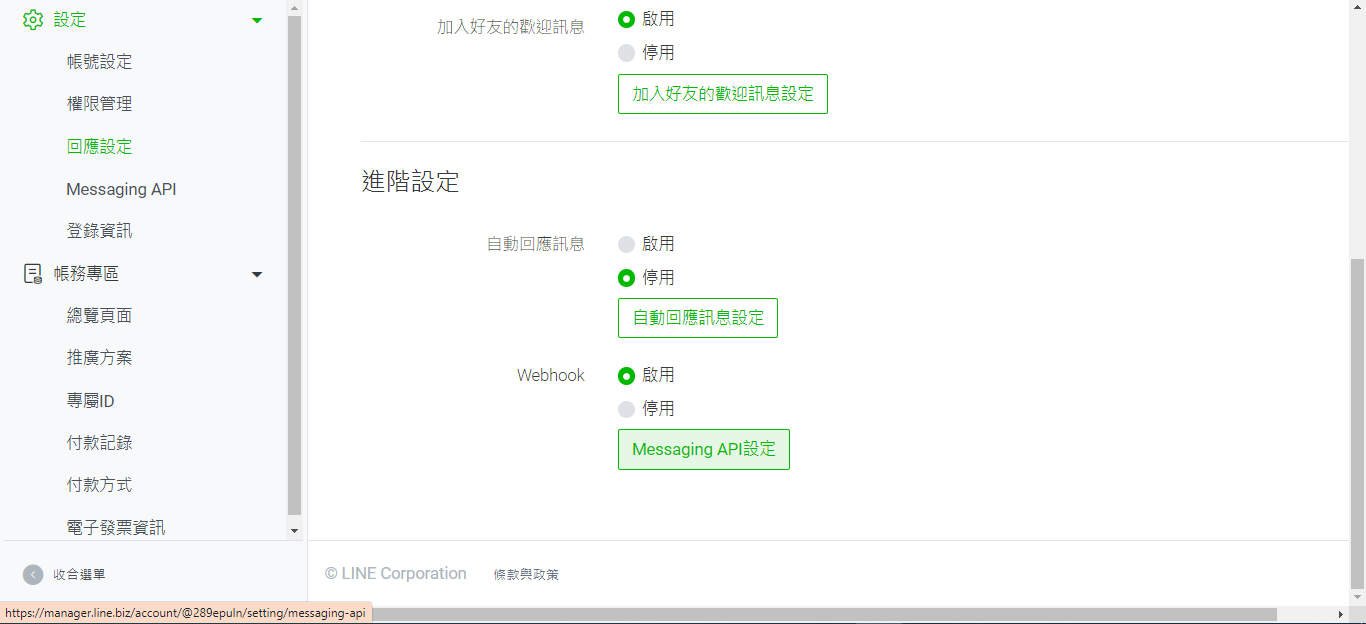 設定
帳號設定
權限管理
回應設定
Messaging API
登錄資訊
帳務專區
總覽頁面
推廣方案
專屬ID
付款記錄
付款方式
電子發票資訊
收合選單
加入好友的歡迎訊息
啟用
停用
加入好友的歡迎訊息設定
進階設定
自動回應訊息
啟用
停用
自動回應訊息設定
Webhook
啟用
停用
Messaging API設定
© LINE Corporation 條款與政策
https://manager.line.biz/account/@289epuln/setting/messaging-api